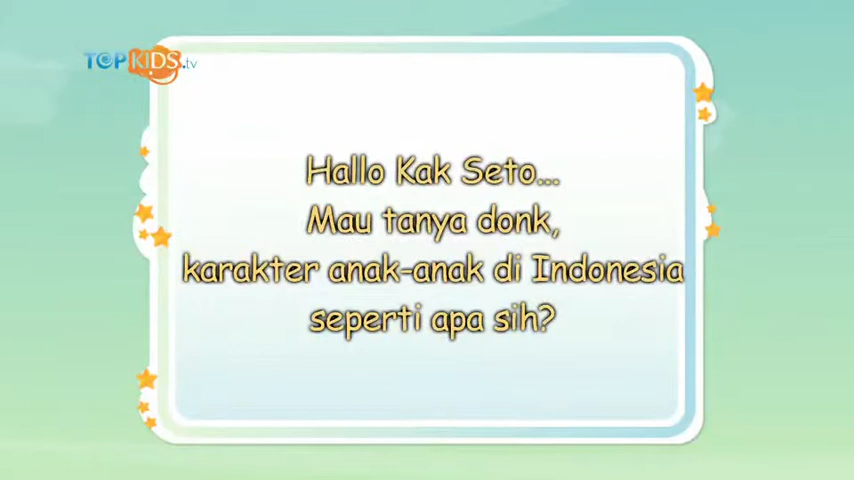 TOPKIDS.tv
Hallo Kak Seto...
Mau tanya donk,
karakter anak-anak di Indonesia
seperti apa sih?